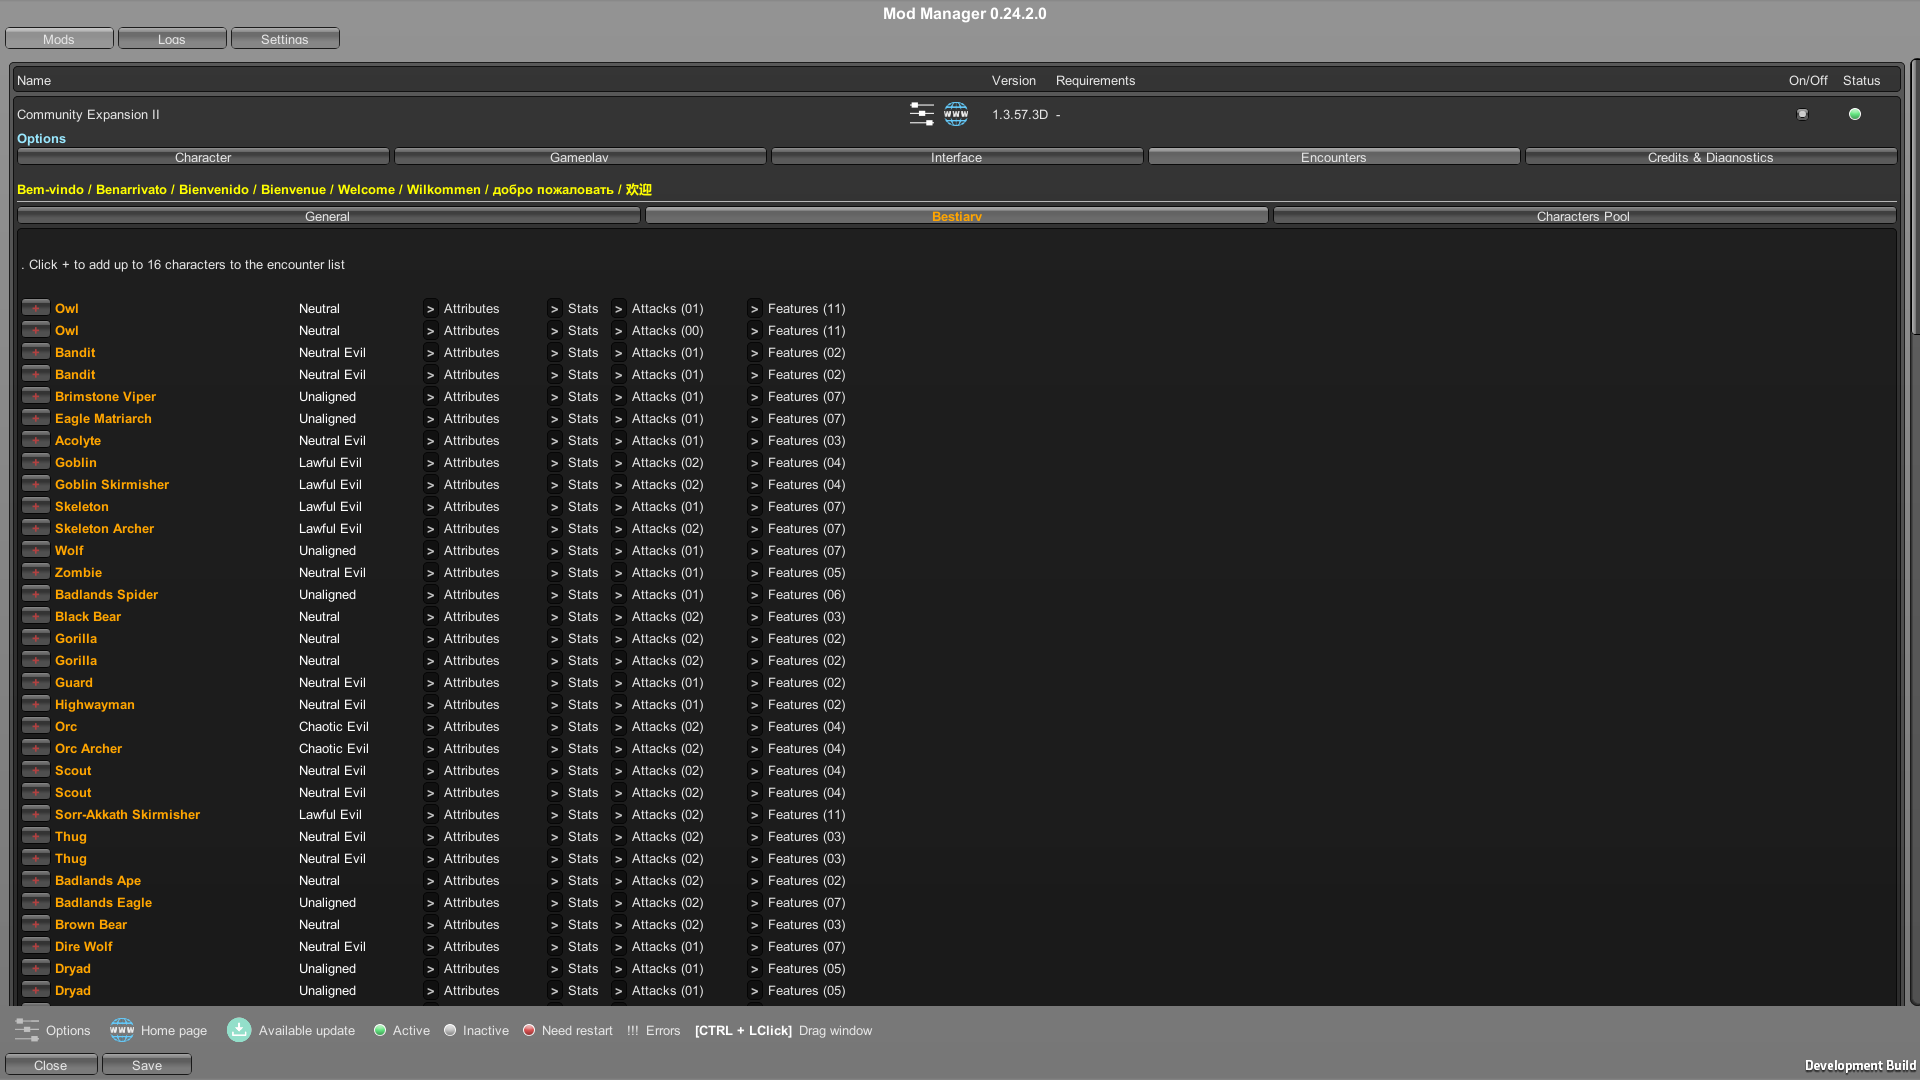 Mod Manager 0.24.2.0
Mods Logs Settings
Name Version Requirements On/Off Status
Community Expansion II www 1.3.57.3D -
Options
Character Gameplay Interface Encounters Credits & Diagnostics
Bem-vindo / Benarrivato / Bienvenido / Bienvenue / Welcome / Wilkommen / добро пожаловать / 欢迎
General Bestiary Characters Pool
. Click + to add up to 16 characters to the encounter list
+ Owl Neutral > Attributes > Stats > Attacks (01) > Features (11)
+ Owl Neutral > Attributes > Stats > Attacks (00) > Features (11)
+ Bandit Neutral Evil > Attributes > Stats > Attacks (01) > Features (02)
+ Bandit Neutral Evil > Attributes > Stats > Attacks (01) > Features (02)
+ Brimstone Viper Unaligned > Attributes > Stats > Attacks (01) > Features (07)
+ Eagle Matriarch Unaligned > Attributes > Stats > Attacks (01) > Features (07)
+ Acolyte Neutral Evil > Attributes > Stats > Attacks (01) > Features (03)
+ Goblin Lawful Evil > Attributes > Stats > Attacks (02) > Features (04)
+ Goblin Skirmisher Lawful Evil > Attributes > Stats > Attacks (02) > Features (04)
+ Skeleton Lawful Evil > Attributes > Stats > Attacks (01) > Features (07)
+ Skeleton Archer Lawful Evil > Attributes > Stats > Attacks (02) > Features (07)
+ Wolf Unaligned > Attributes > Stats > Attacks (01) > Features (07)
+ Zombie Neutral Evil > Attributes > Stats > Attacks (01) > Features (05)
+ Badlands Spider Unaligned > Attributes > Stats > Attacks (01) > Features (06)
+ Black Bear Neutral > Attributes > Stats > Attacks (02) > Features (03)
+ Gorilla Neutral > Attributes > Stats > Attacks (02) > Features (02)
+ Gorilla Neutral > Attributes > Stats > Attacks (02) > Features (02)
+ Guard Neutral Evil > Attributes > Stats > Attacks (01) > Features (02)
+ Highwayman Neutral Evil > Attributes > Stats > Attacks (01) > Features (02)
+ Orc Chaotic Evil > Attributes > Stats > Attacks (02) > Features (04)
+ Orc Archer Chaotic Evil > Attributes > Stats > Attacks (02) > Features (04)
+ Scout Neutral Evil > Attributes > Stats > Attacks (02) > Features (04)
+ Scout Neutral Evil > Attributes > Stats > Attacks (02) > Features (04)
+ Sorr-Akkath Skirmisher Lawful Evil > Attributes > Stats > Attacks (02) > Features (11)
+ Thug Neutral Evil > Attributes > Stats > Attacks (02) > Features (03)
+ Thug Neutral Evil > Attributes > Stats > Attacks (02) > Features (03)
+ Badlands Ape Neutral > Attributes > Stats > Attacks (02) > Features (02)
+ Badlands Eagle Unaligned > Attributes > Stats > Attacks (02) > Features (07)
+ Brown Bear Neutral > Attributes > Stats > Attacks (02) > Features (03)
+ Dire Wolf Neutral Evil > Attributes > Stats > Attacks (01) > Features (07)
+ Dryad Unaligned > Attributes > Stats > Attacks (01) > Features (05)
+ Dryad Unaligned > Attributes > Stats > Attacks (01) > Features (05)
Options www Home page Available update Active Inactive Need restart !!! Errors [CTRL + LClick] Drag window
Close Save
Development Build